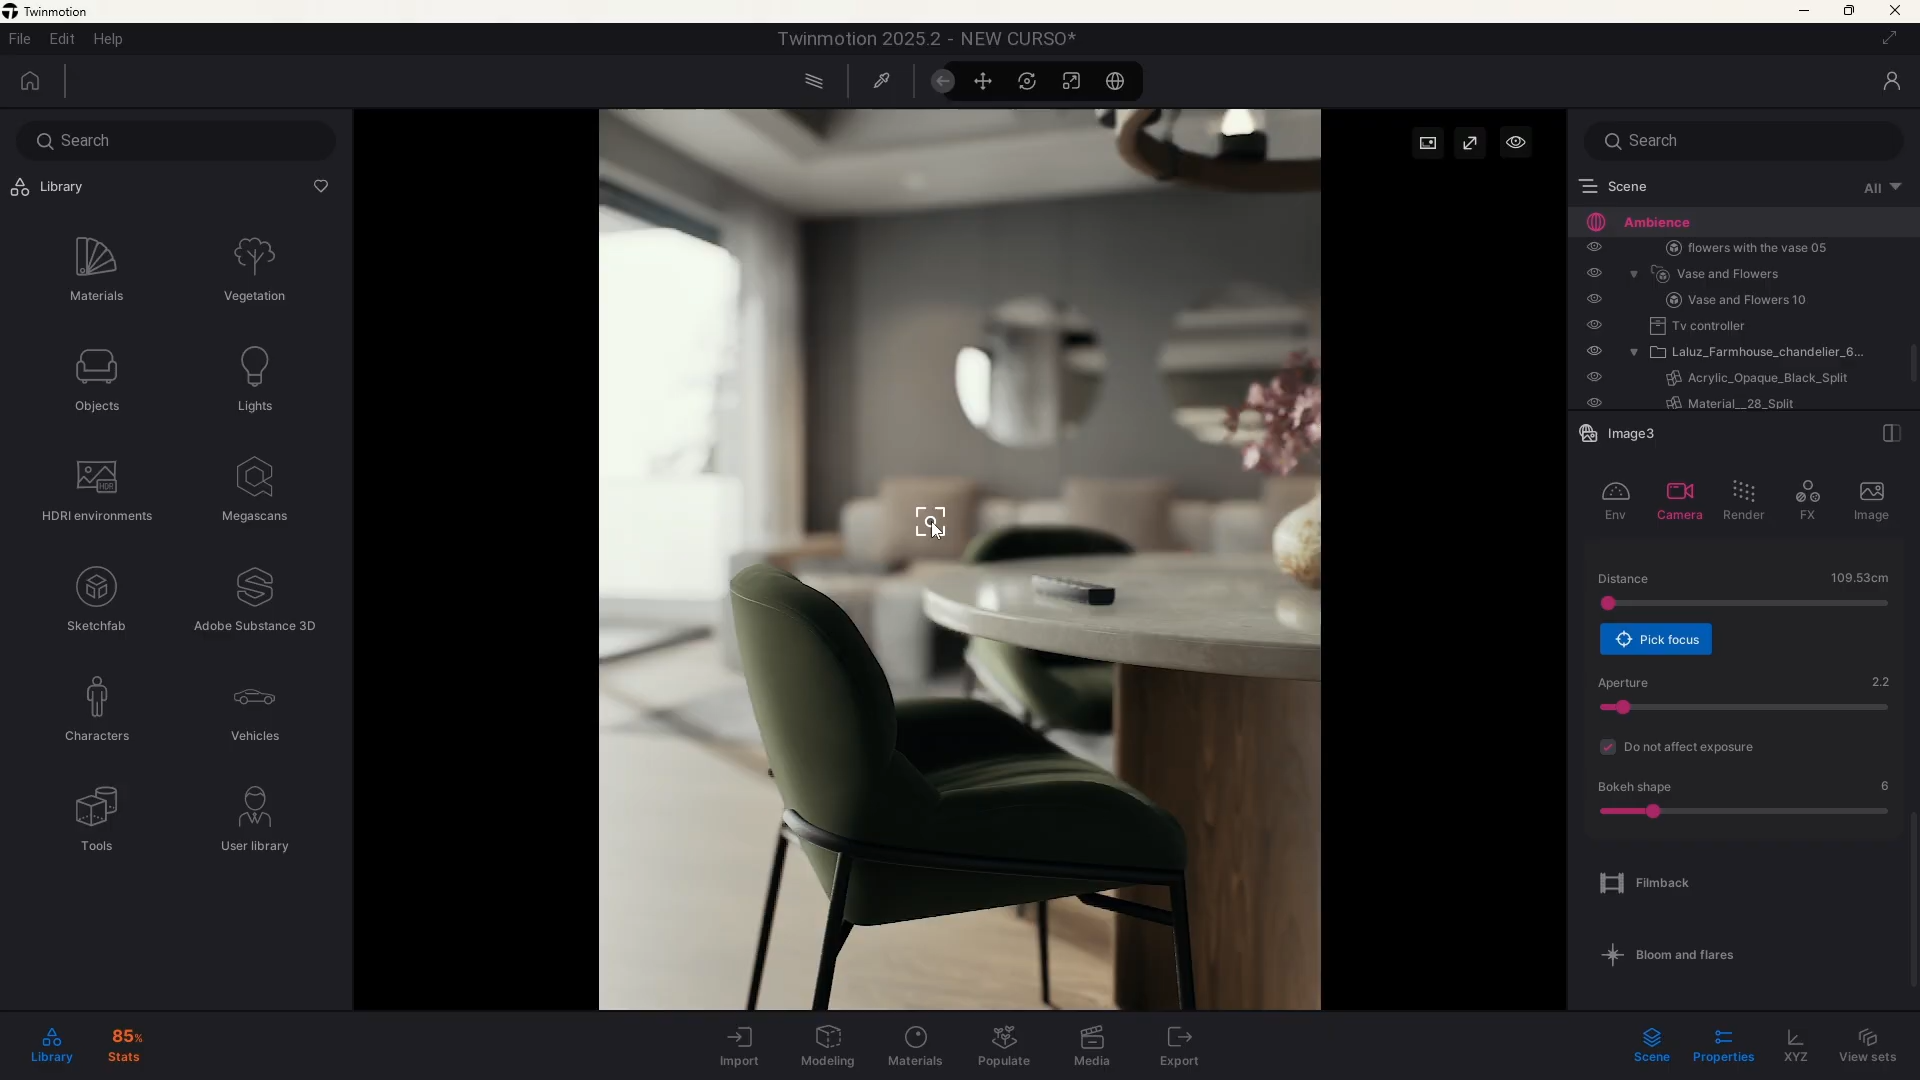 Twinmotion
File Edit Help
Twinmotion 2025.2 - NEW CURSO*
Search
Library
Materials
Vegetation
Objects
Lights
HDRI environments
HDR
Megascans
Sketchfab
Adobe Substance 3D
Characters
Vehicles
Tools
User library
Search
Scene
All
Ambience
flowers with the vase 05
Vase and Flowers
Vase and Flowers 10
Tv controller
Laluz_Farmhouse_chandelier_6...
Acrylic_Opaque_Black_Split
Material__28_Split
Image3
Env
Camera
Render
FX
Image
Distance 109.53cm
Pick focus
Aperture 2.2
Do not affect exposure
Bokeh shape 6
Filmback
Bloom and flares
Library
85%
Stats
Import
Modeling
Materials
Populate
Media
Export
Scene
Properties
XYZ
View sets